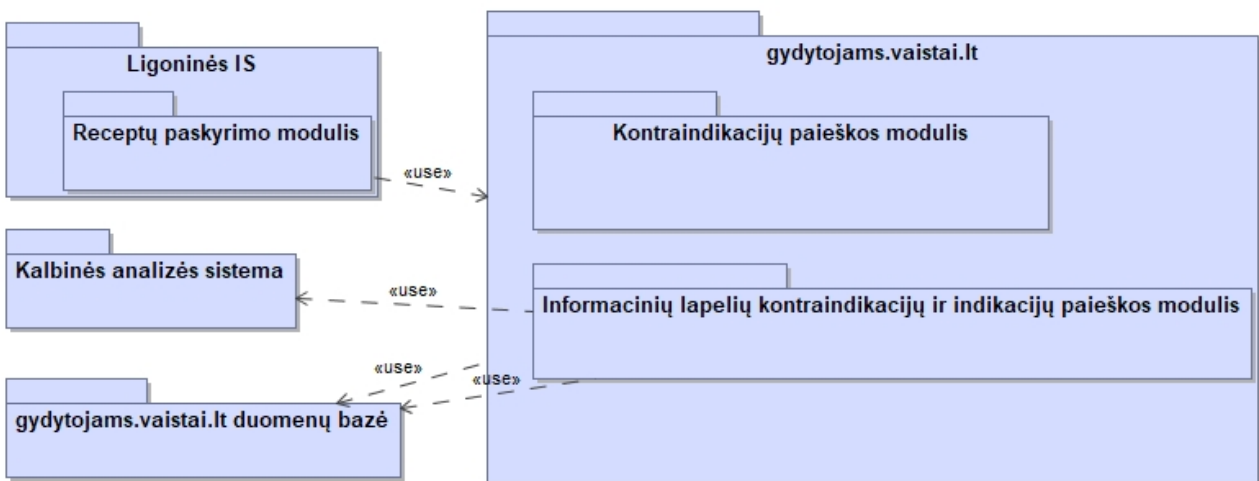 Ligoninės IS
Receptų paskyrimo modulis
gydytojams.vaistai.lt
Kontraindikacijų paieškos modulis
«use»
Kalbinės analizės sistema
«use»
Informacinių lapelių kontraindikacijų ir indikacijų paieškos modulis
«use»
«use»
gydytojams.vaistai.lt duomenų bazė